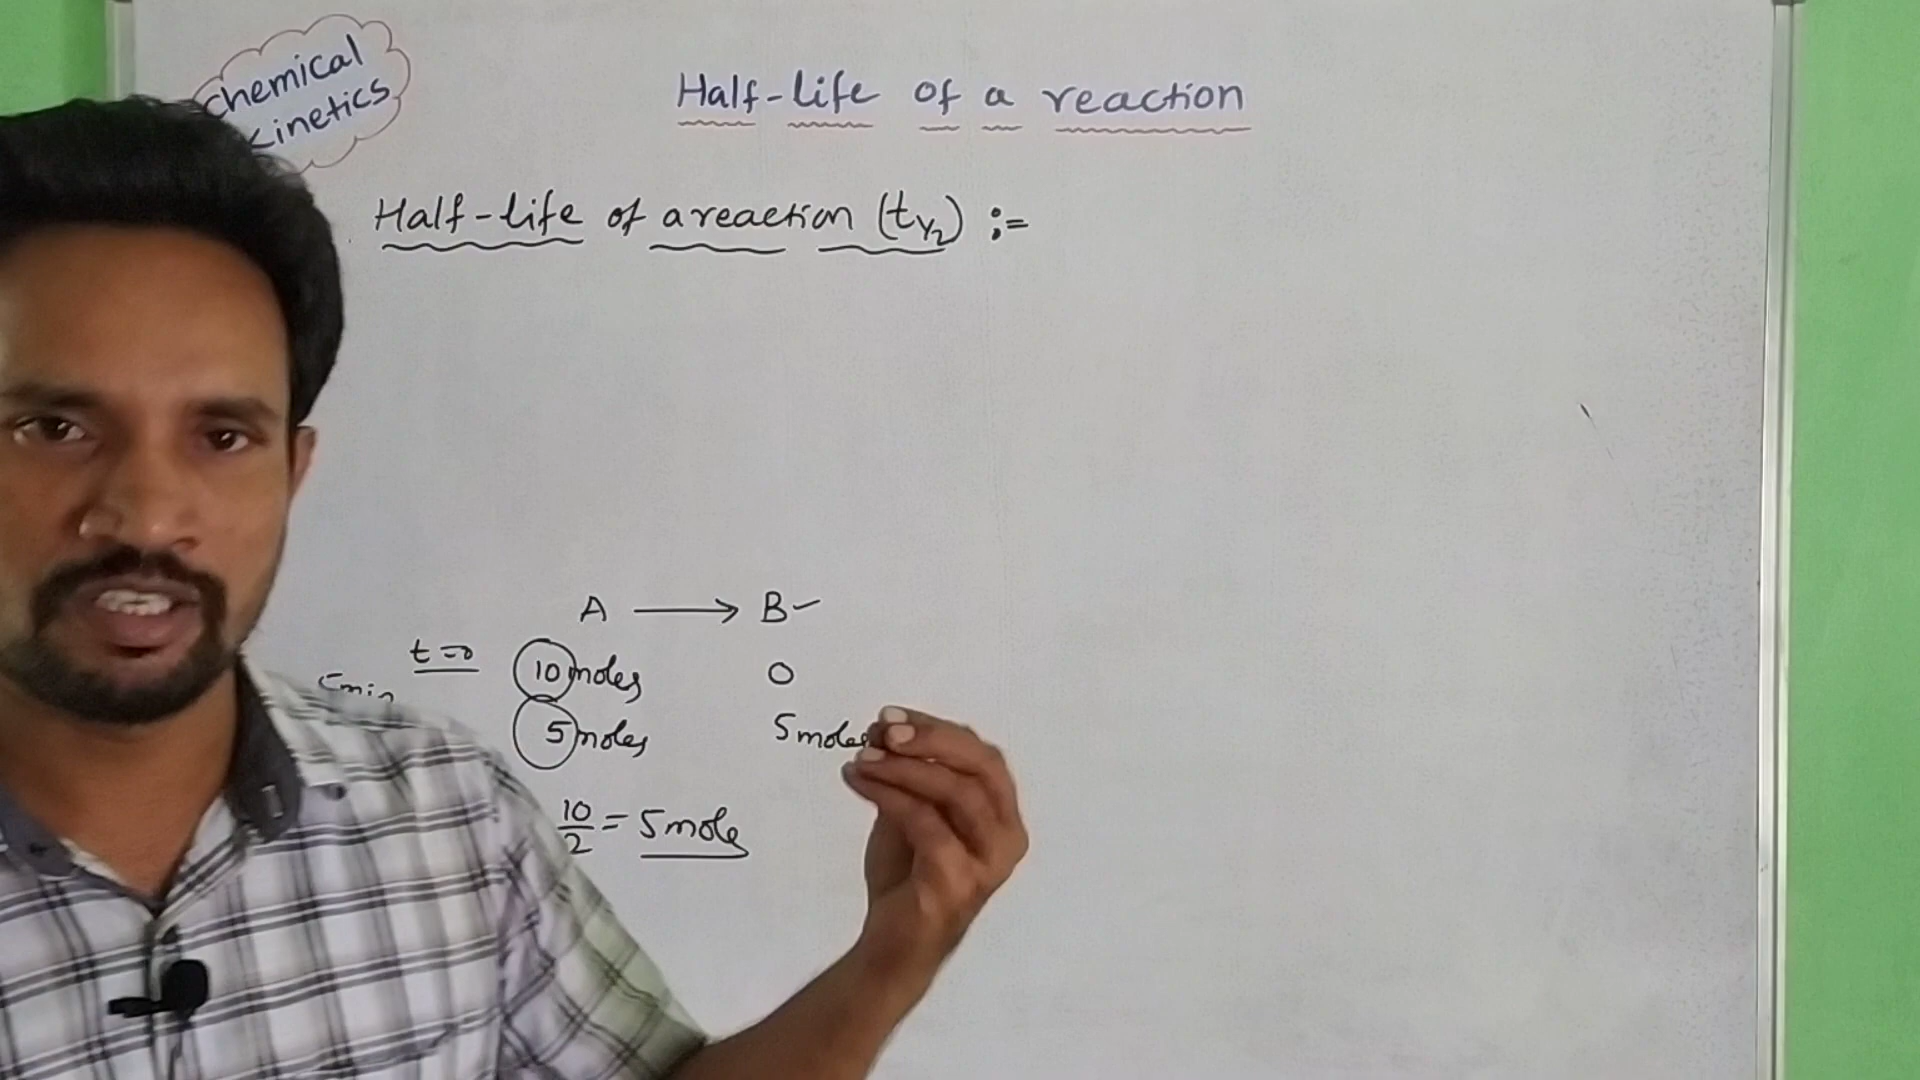 chemical
kinetics
Half-life of a reaction
Half-life of a reaction (t1/2) :=
A ⟶ B
t=0 10 moles 0
5min 5 moles 5 moles
10/2 = 5 mole